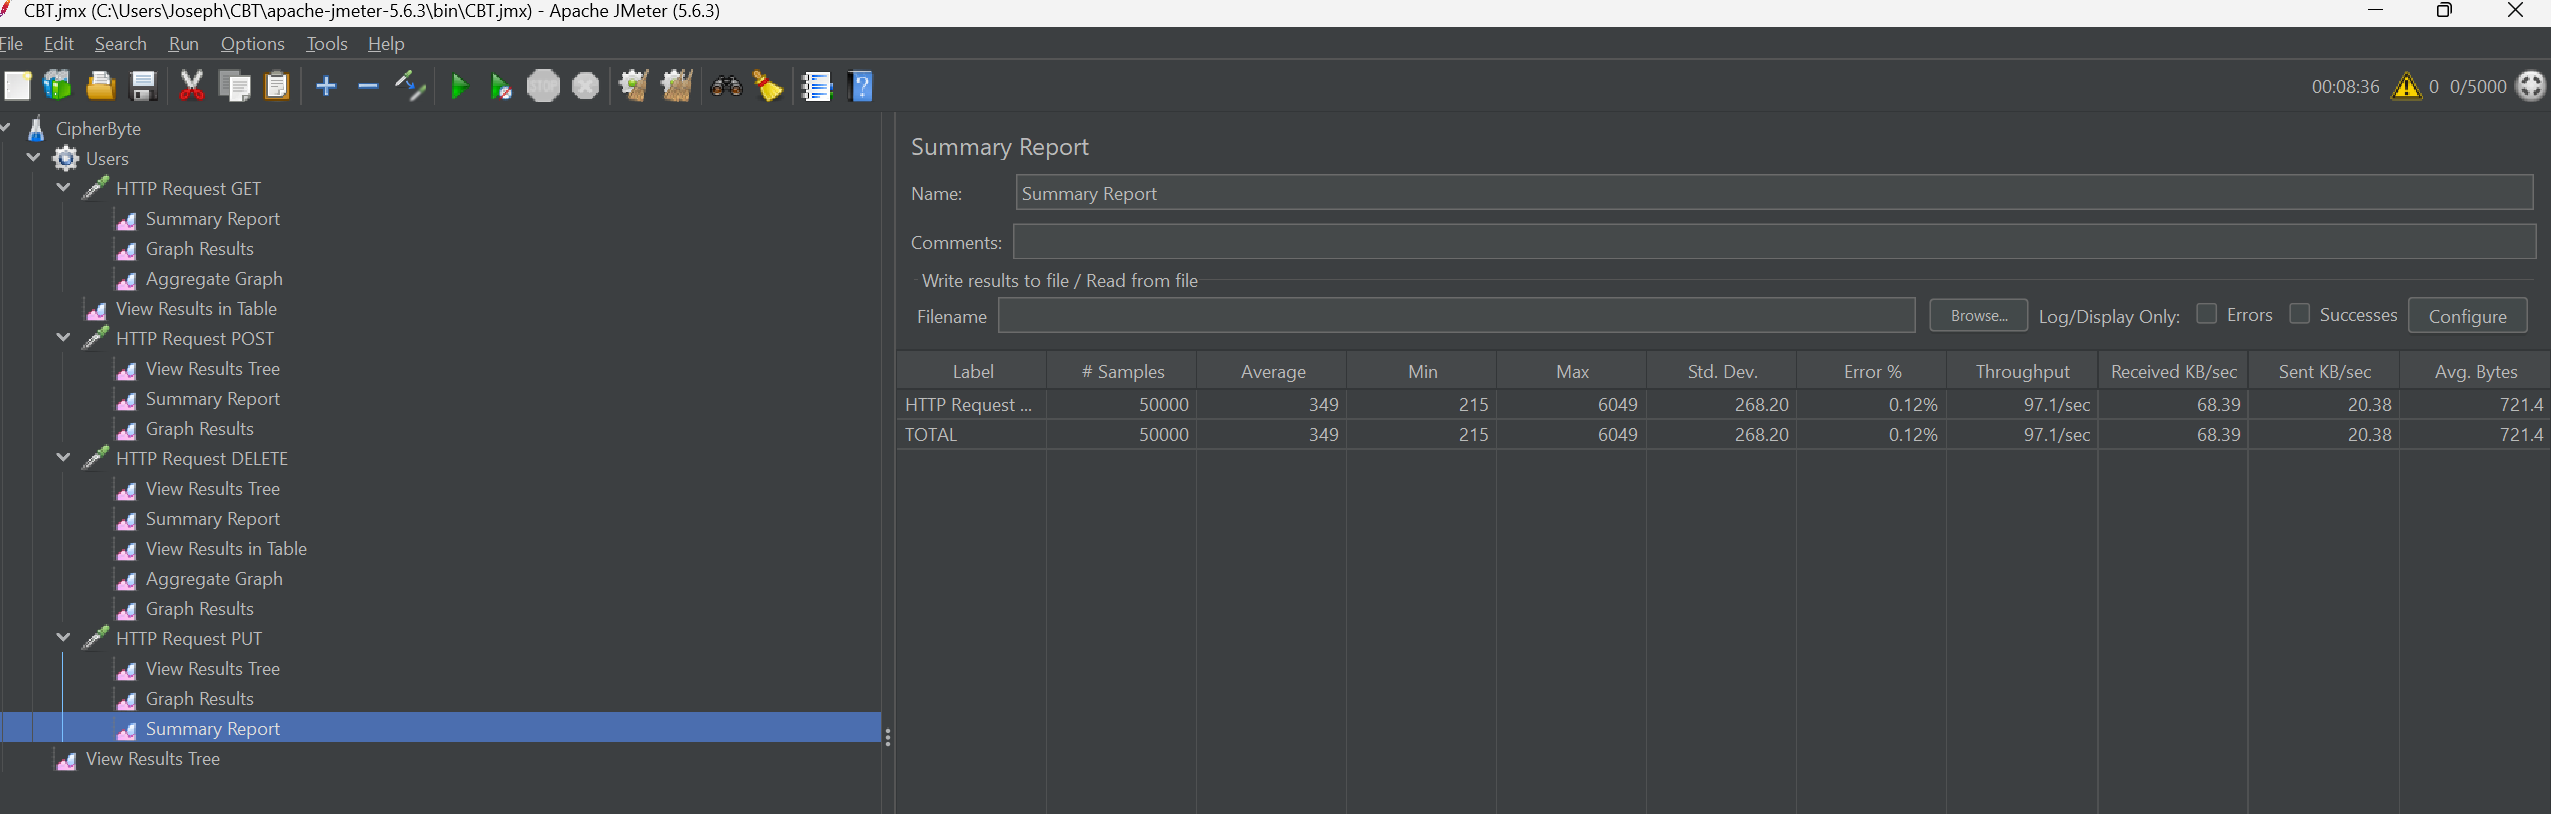 CBT.jmx (C:\Users\Joseph\CBT\apache-jmeter-5.6.3\bin\CBT.jmx) - Apache JMeter (5.6.3)
File Edit Search Run Options Tools Help
00:08:36 0 0/5000
CipherByte
Users
HTTP Request GET
Summary Report
Graph Results
Aggregate Graph
View Results in Table
HTTP Request POST
View Results Tree
Summary Report
Graph Results
HTTP Request DELETE
View Results Tree
Summary Report
View Results in Table
Aggregate Graph
Graph Results
HTTP Request PUT
View Results Tree
Graph Results
Summary Report
View Results Tree
Summary Report
Name: Summary Report
Comments:
Write results to file / Read from file
Filename Browse... Log/Display Only: Errors Successes Configure
Label # Samples Average Min Max Std. Dev. Error % Throughput Received KB/sec Sent KB/sec Avg. Bytes
HTTP Request ... 50000 349 215 6049 268.20 0.12% 97.1/sec 68.39 20.38 721.4
TOTAL 50000 349 215 6049 268.20 0.12% 97.1/sec 68.39 20.38 721.4